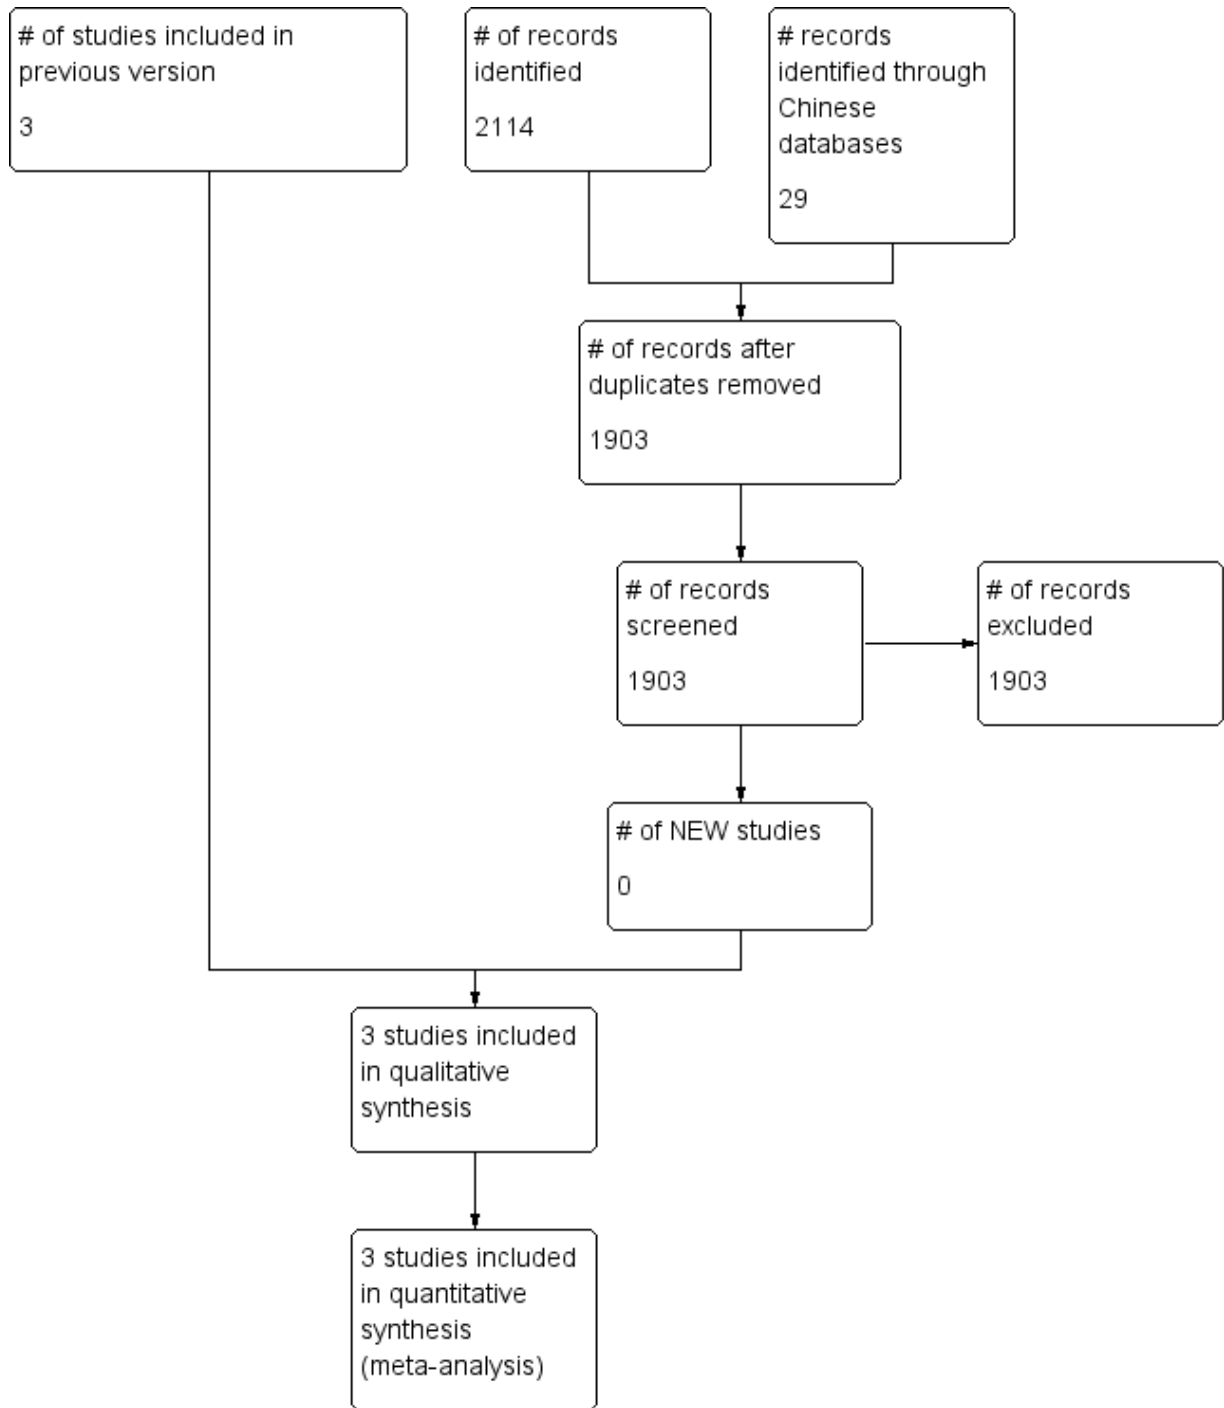 # of studies included in
previous version
3
# of records
identified
2114
# records
identified through
Chinese
databases
29
# of records after
duplicates removed
1903
# of records
screened
1903
# of records
excluded
1903
# of NEW studies
0
3 studies included
in qualitative
synthesis
3 studies included
in quantitative
synthesis
(meta-analysis)